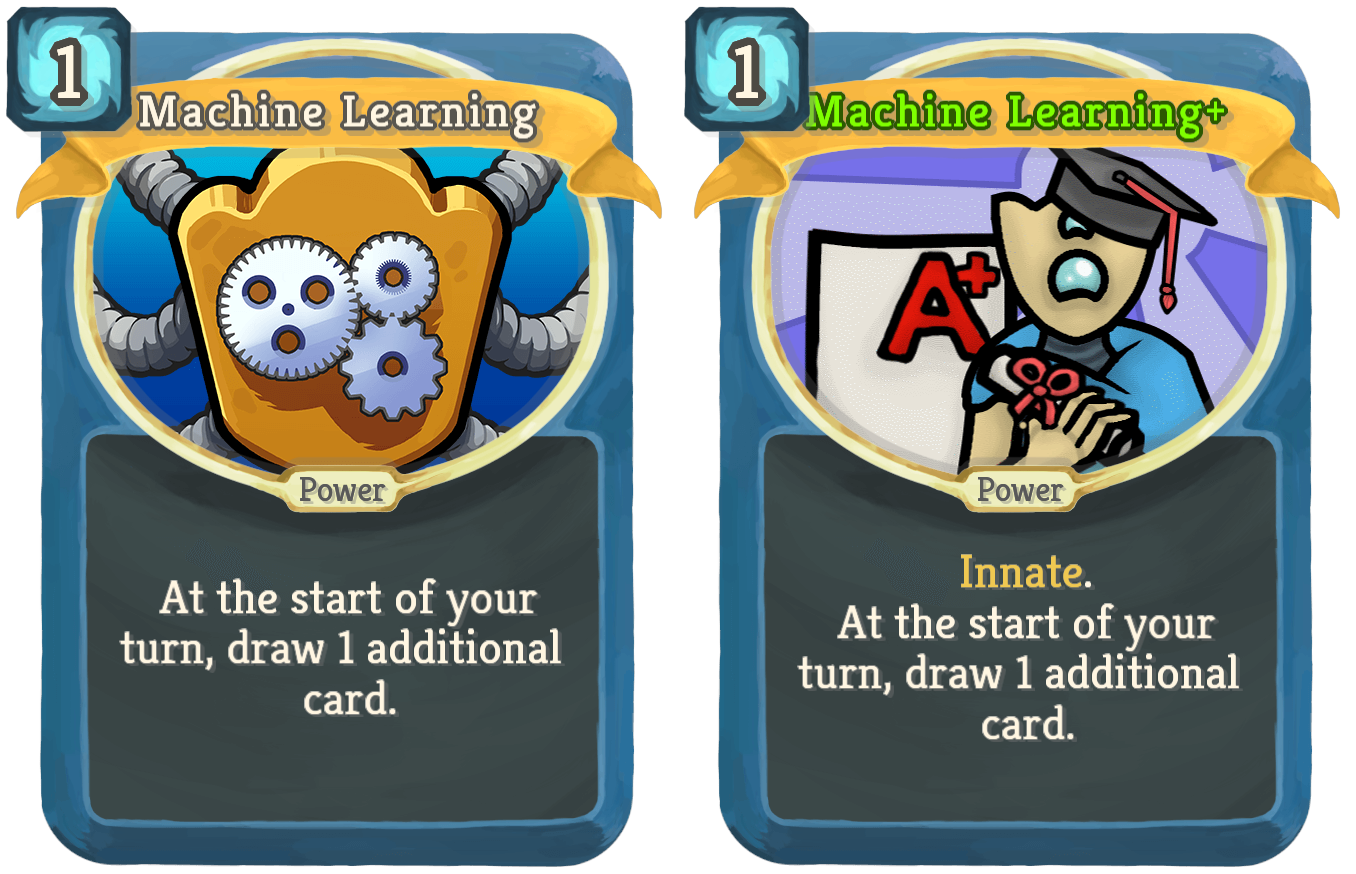 1
Machine Learning
Power
At the start of your
turn, draw 1 additional
card.
1
Machine Learning+
A+
Power
Innate.
At the start of your
turn, draw 1 additional
card.